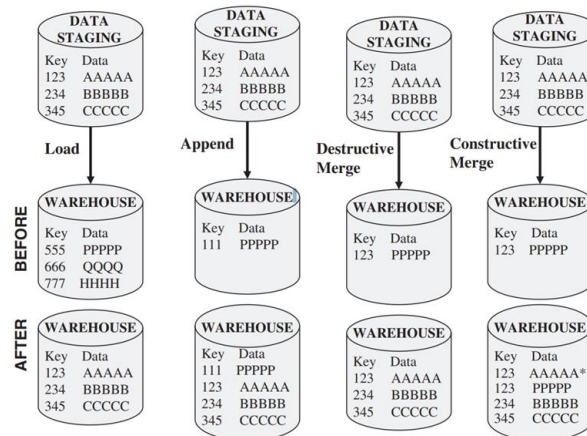 DATA
STAGING
Key Data
123 AAAAA
234 BBBBB
345 CCCCC
Load
WAREHOUSE
Key Data
555 PPPPP
666 QQQQ
777 HHHH
WAREHOUSE
Key Data
123 AAAAA
234 BBBBB
345 CCCCC
DATA
STAGING
Key Data
123 AAAAA
234 BBBBB
345 CCCCC
Append
WAREHOUSE
Key Data
111 PPPPP
WAREHOUSE
Key Data
111 PPPPP
123 AAAAA
234 BBBBB
345 CCCCC
DATA
STAGING
Key Data
123 AAAAA
234 BBBBB
345 CCCCC
Destructive
Merge
WAREHOUSE
Key Data
123 PPPPP
WAREHOUSE
Key Data
123 AAAAA
234 BBBBB
345 CCCCC
DATA
STAGING
Key Data
123 AAAAA
234 BBBBB
345 CCCCC
Constructive
Merge
WAREHOUSE
Key Data
123 PPPPP
WAREHOUSE
Key Data
123 AAAAA*
123 PPPPP
234 BBBBB
345 CCCCC
BEFORE
AFTER